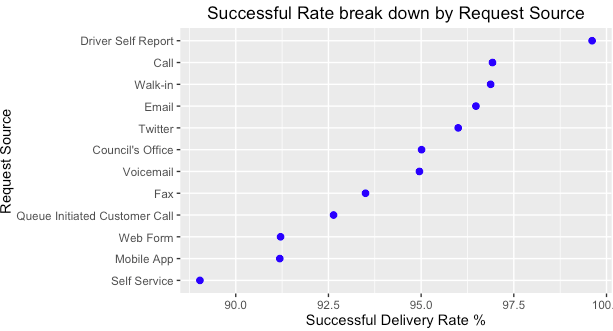 Successful Rate break down by Request Source
Request Source
Driver Self Report
Call
Walk-in
Email
Twitter
Council's Office
Voicemail
Fax
Queue Initiated Customer Call
Web Form
Mobile App
Self Service
90.0 92.5 95.0 97.5 100.
Successful Delivery Rate %